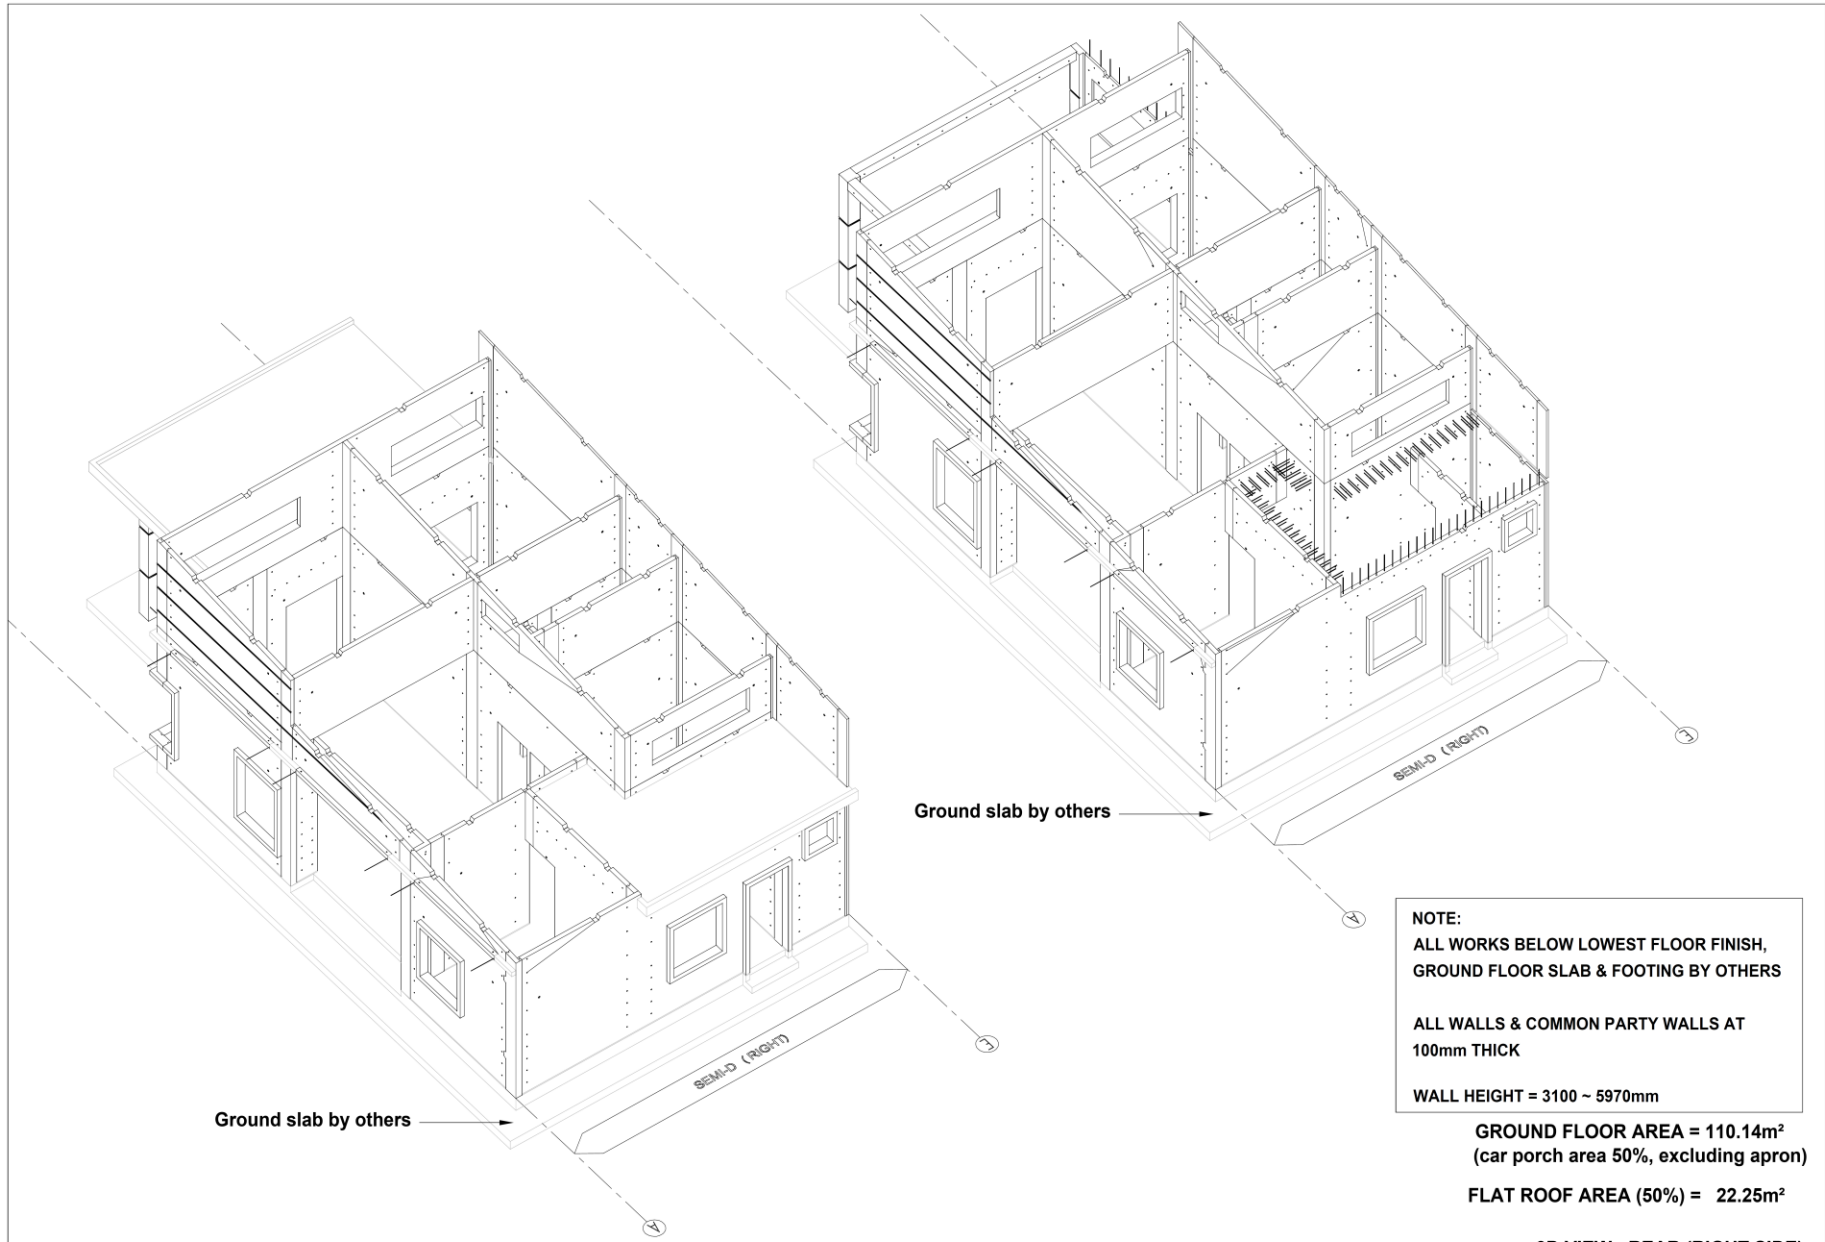 Ground slab by others
SEMI-D (RIGHT)
E
A
Ground slab by others
SEMI-D (RIGHT)
E
A
NOTE:
ALL WORKS BELOW LOWEST FLOOR FINISH,
GROUND FLOOR SLAB & FOOTING BY OTHERS
ALL WALLS & COMMON PARTY WALLS AT
100mm THICK
WALL HEIGHT = 3100 ~ 5970mm
GROUND FLOOR AREA = 110.14m²
(car porch area 50%, excluding apron)
FLAT ROOF AREA (50%) = 22.25m²